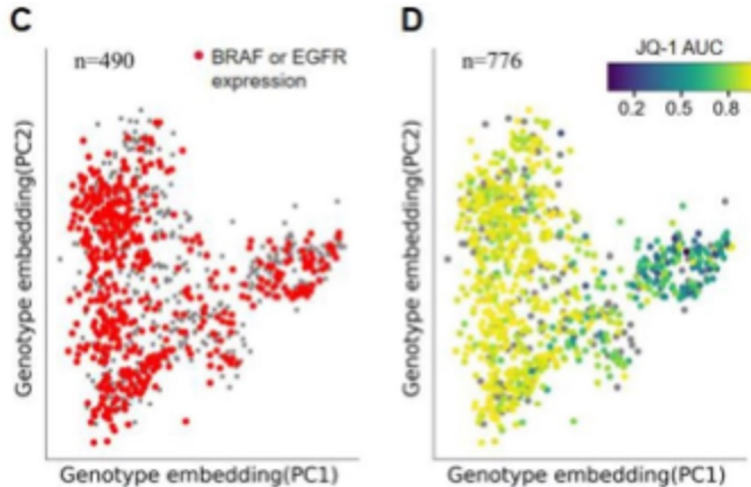 C
n=490
BRAF or EGFR
expression
Genotype embedding(PC2)
Genotype embedding(PC1)
D
n=776
JQ-1 AUC
0.2 0.5 0.8
Genotype embedding(PC2)
Genotype embedding(PC1)